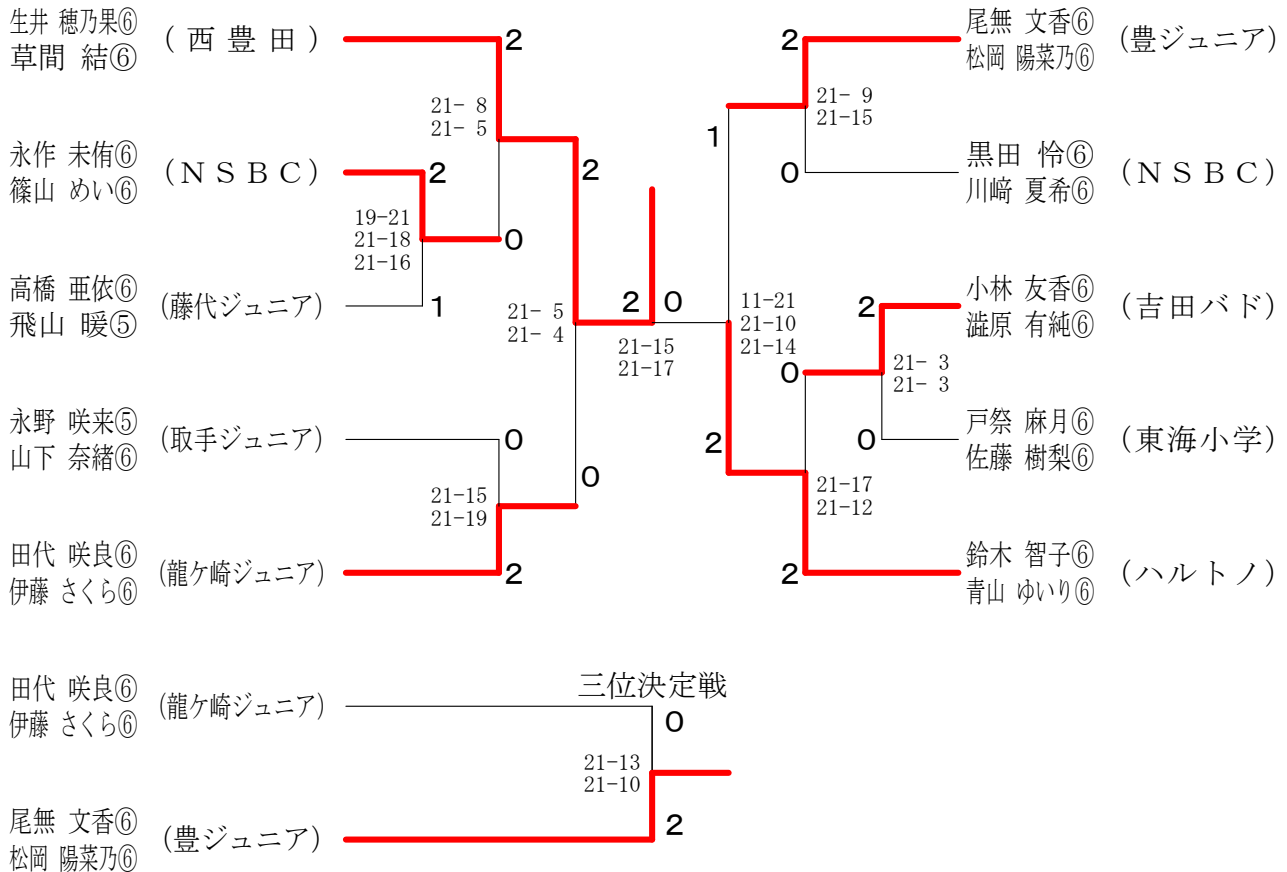 生井 穂乃果⑥
草間 結⑥
(西豊田)
2
21- 8
21- 5
永作 未侑⑥
篠山 めい⑥
(NSBC)
2
2
19-21
21-18
21-16
0
高橋 亜依⑥
飛山 暖⑤
(藤代ジュニア)
1
21- 5
21- 4
永野 咲来⑤
山下 奈緒⑥
(取手ジュニア)
0
0
21-15
21-19
田代 咲良⑥
伊藤 さくら⑥
(龍ケ崎ジュニア)
2
2
0
21-15
21-17
尾無 文香⑥
松岡 陽菜乃⑥
(豊ジュニア)
2
21- 9
21-15
1
黒田 怜⑥
川﨑 夏希⑥
(NSBC)
0
11-21
21-10
21-14
小林 友香⑥
澁原 有純⑥
(吉田バド)
2
0
21- 3
21- 3
戸祭 麻月⑥
佐藤 樹梨⑥
(東海小学)
0
2
21-17
21-12
鈴木 智子⑥
青山 ゆいり⑥
(ハルトノ)
2
三位決定戦
田代 咲良⑥
伊藤 さくら⑥
(龍ケ崎ジュニア)
0
21-13
21-10
尾無 文香⑥
松岡 陽菜乃⑥
(豊ジュニア)
2